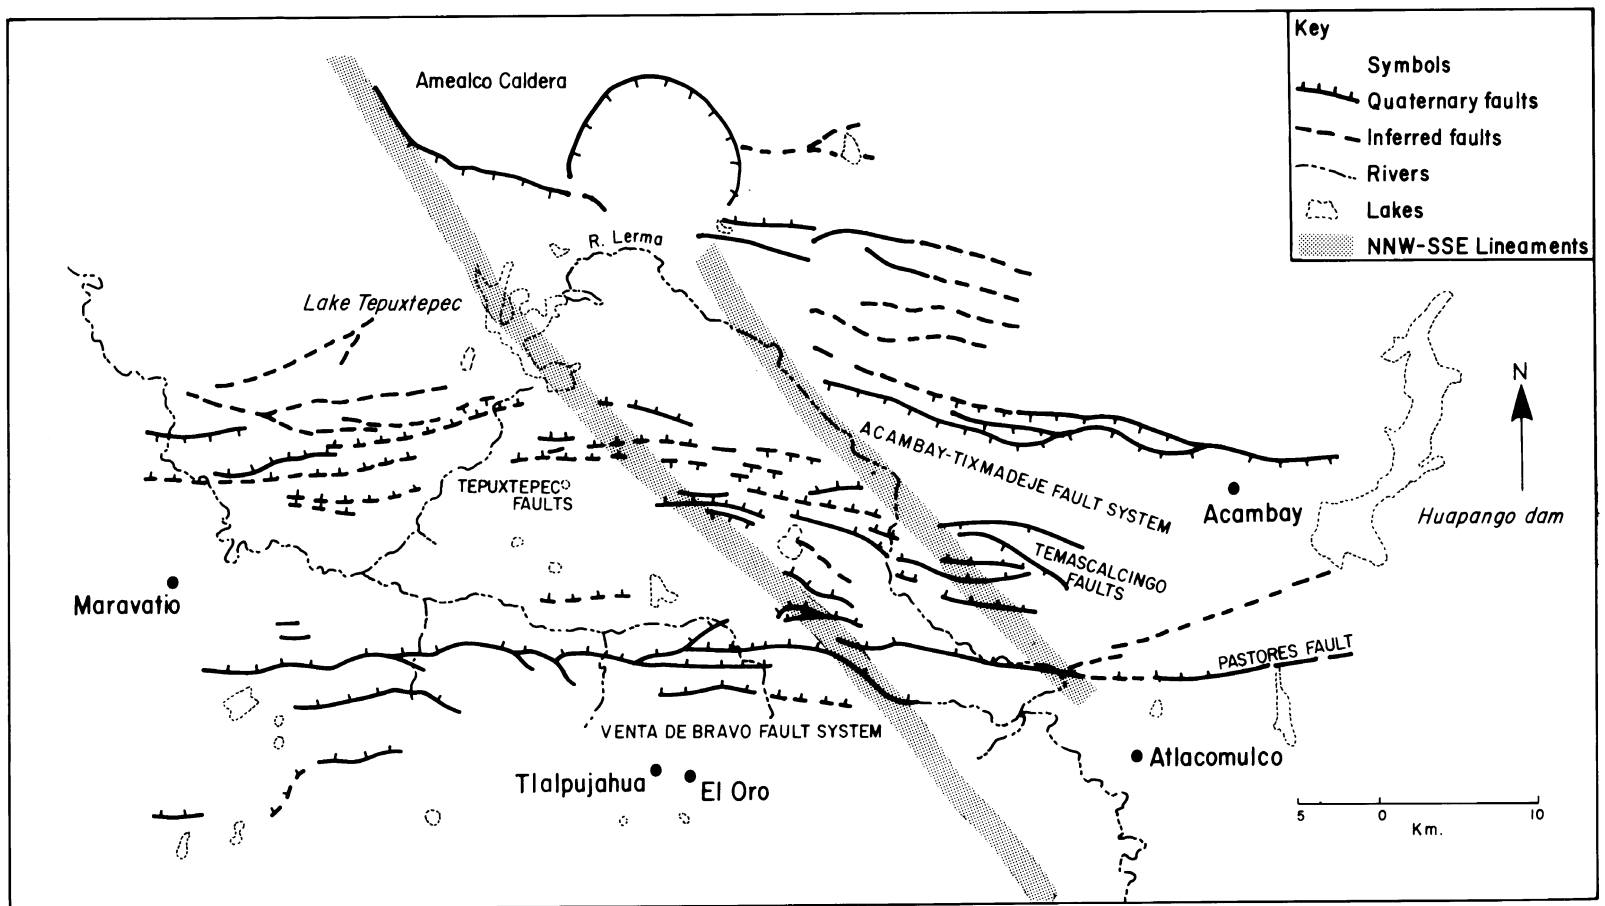 Key
Symbols
Quaternary faults
Inferred faults
Rivers
Lakes
NNW-SSE Lineaments
Amealco Caldera
R. Lerma
Lake Tepuxtepec
N
ACAMBAY-TIXMADEJE FAULT SYSTEM
TEPUXTEPEC
FAULTS
Acambay
Huapango dam
TEMASCALCINGO
FAULTS
Maravatio
PASTORES FAULT
VENTA DE BRAVO FAULT SYSTEM
Atlacomulco
Tlalpujahua
El Oro
5 0 10
Km.